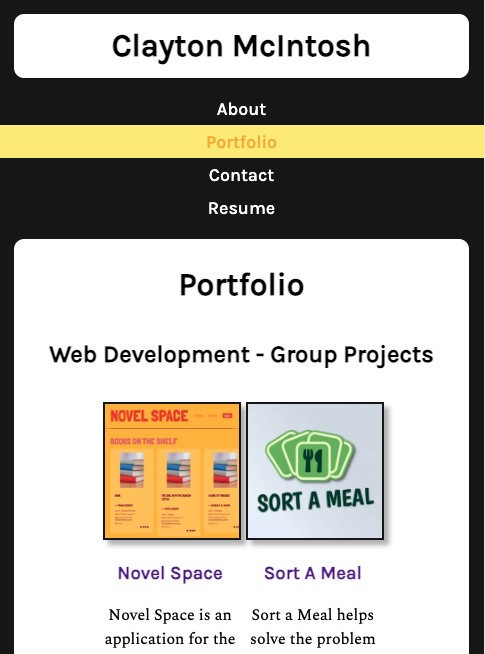 Clayton McIntosh
About
Portfolio
Contact
Resume
Portfolio
Web Development - Group Projects
NOVEL SPACE
BOOKS ON THE SHELF
SORT A MEAL
Novel Space
Sort A Meal
Novel Space is an
application for the
Sort a Meal helps
solve the problem